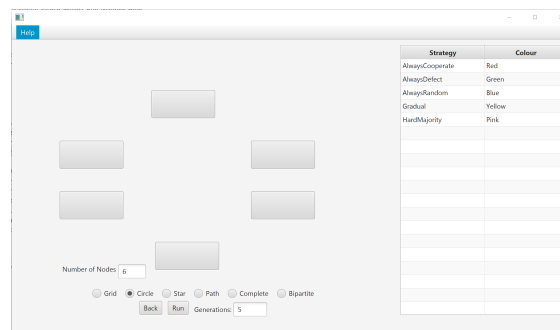 Help
Strategy Colour
AlwaysCooperate Red
AlwaysDefect Green
AlwaysRandom Blue
Gradual Yellow
HardMajority Pink
Number of Nodes 6
Grid Circle Star Path Complete Bipartite
Back Run Generations: 5